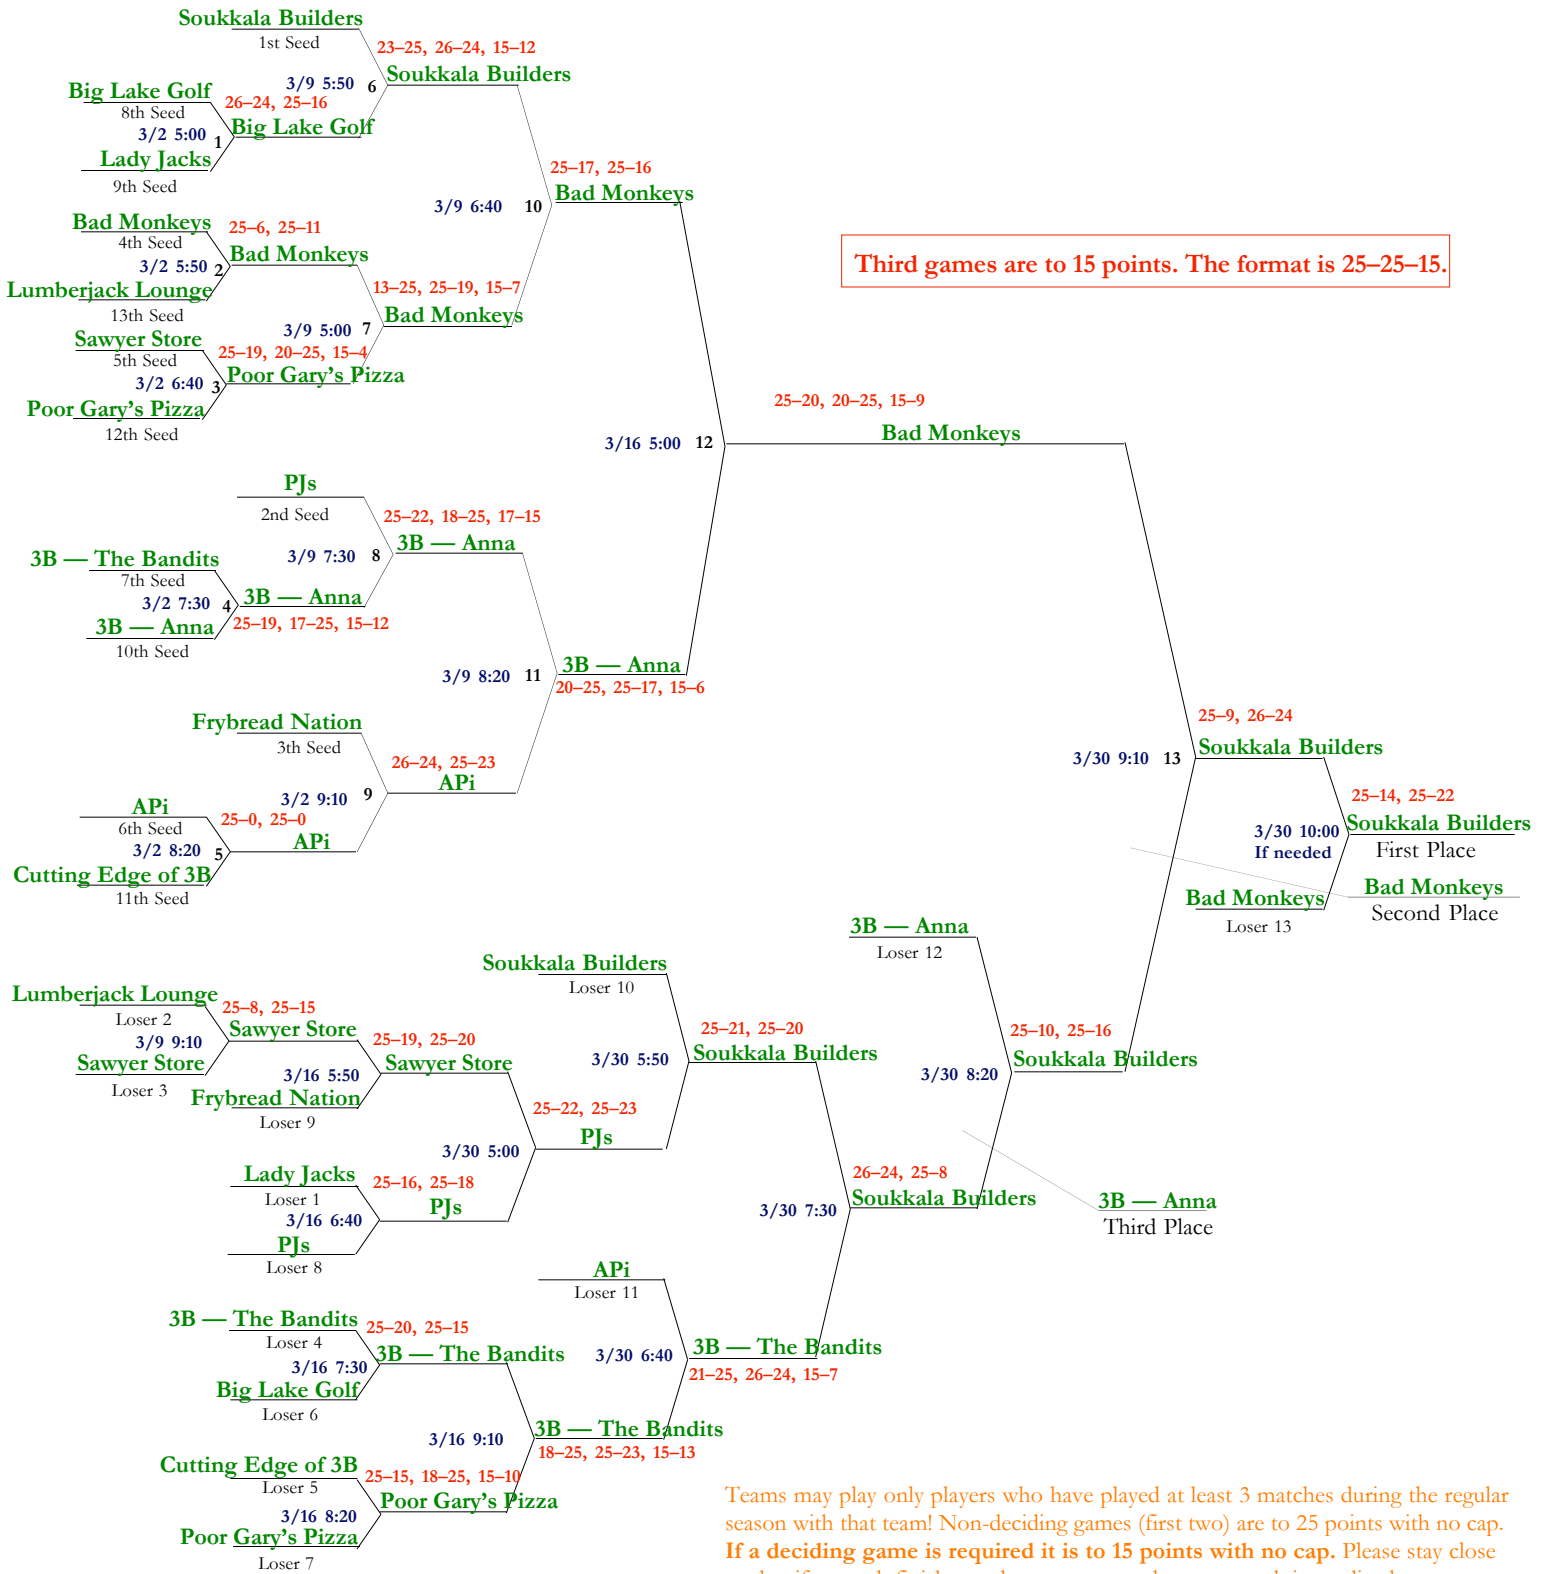 Soukkala Builders
1st Seed
23–25, 26–24, 15–12
3/9 5:50 6
Soukkala Builders
Big Lake Golf
8th Seed
26–24, 25–16
3/2 5:00 1
Big Lake Golf
Lady Jacks
9th Seed
25–17, 25–16
3/9 6:40 10
Bad Monkeys
Bad Monkeys
4th Seed
25–6, 25–11
3/2 5:50 2
Bad Monkeys
Lumberjack Lounge
13th Seed
13–25, 25–19, 15–7
3/9 5:00 7
Bad Monkeys
Sawyer Store
5th Seed
25–19, 20–25, 15–4
3/2 6:40 3
Poor Gary's Pizza
Poor Gary's Pizza
12th Seed
Third games are to 15 points. The format is 25–25–15.
25–20, 20–25, 15–9
3/16 5:00 12
Bad Monkeys
PJs
2nd Seed
25–22, 18–25, 17–15
3/9 7:30 8
3B — Anna
3B — The Bandits
7th Seed
3/2 7:30 4
3B — Anna
25–19, 17–25, 15–12
3B — Anna
10th Seed
3/9 8:20 11
3B — Anna
20–25, 25–17, 15–6
Frybread Nation
3th Seed
26–24, 25–23
3/2 9:10 9
APi
APi
6th Seed
25–0, 25–0
3/2 8:20 5
APi
Cutting Edge of 3B
11th Seed
25–9, 26–24
3/30 9:10 13
Soukkala Builders
25–14, 25–22
3/30 10:00
If needed
Soukkala Builders
First Place
Bad Monkeys
Loser 13
Bad Monkeys
Second Place
3B — Anna
Loser 12
Soukkala Builders
Loser 10
Lumberjack Lounge
Loser 2
25–8, 25–15
3/9 9:10
Sawyer Store
Sawyer Store
Loser 3
25–19, 25–20
3/16 5:50
Sawyer Store
Frybread Nation
Loser 9
25–21, 25–20
3/30 5:50
Soukkala Builders
25–10, 25–16
3/30 8:20
Soukkala Builders
25–22, 25–23
3/30 5:00
PJs
Lady Jacks
Loser 1
25–16, 25–18
3/16 6:40
PJs
PJs
Loser 8
26–24, 25–8
3/30 7:30
Soukkala Builders
3B — Anna
Third Place
APi
Loser 11
3B — The Bandits
Loser 4
25–20, 25–15
3/16 7:30
3B — The Bandits
Big Lake Golf
Loser 6
3/30 6:40
3B — The Bandits
21–25, 26–24, 15–7
3/16 9:10
3B — The Bandits
18–25, 25–23, 15–13
Cutting Edge of 3B
Loser 5
25–15, 18–25, 15–10
3/16 8:20
Poor Gary's Pizza
Poor Gary's Pizza
Loser 7
Teams may play only players who have played at least 3 matches during the regular
season with that team! Non-deciding games (first two) are to 25 points with no cap.
If a deciding game is required it is to 15 points with no cap. Please stay close